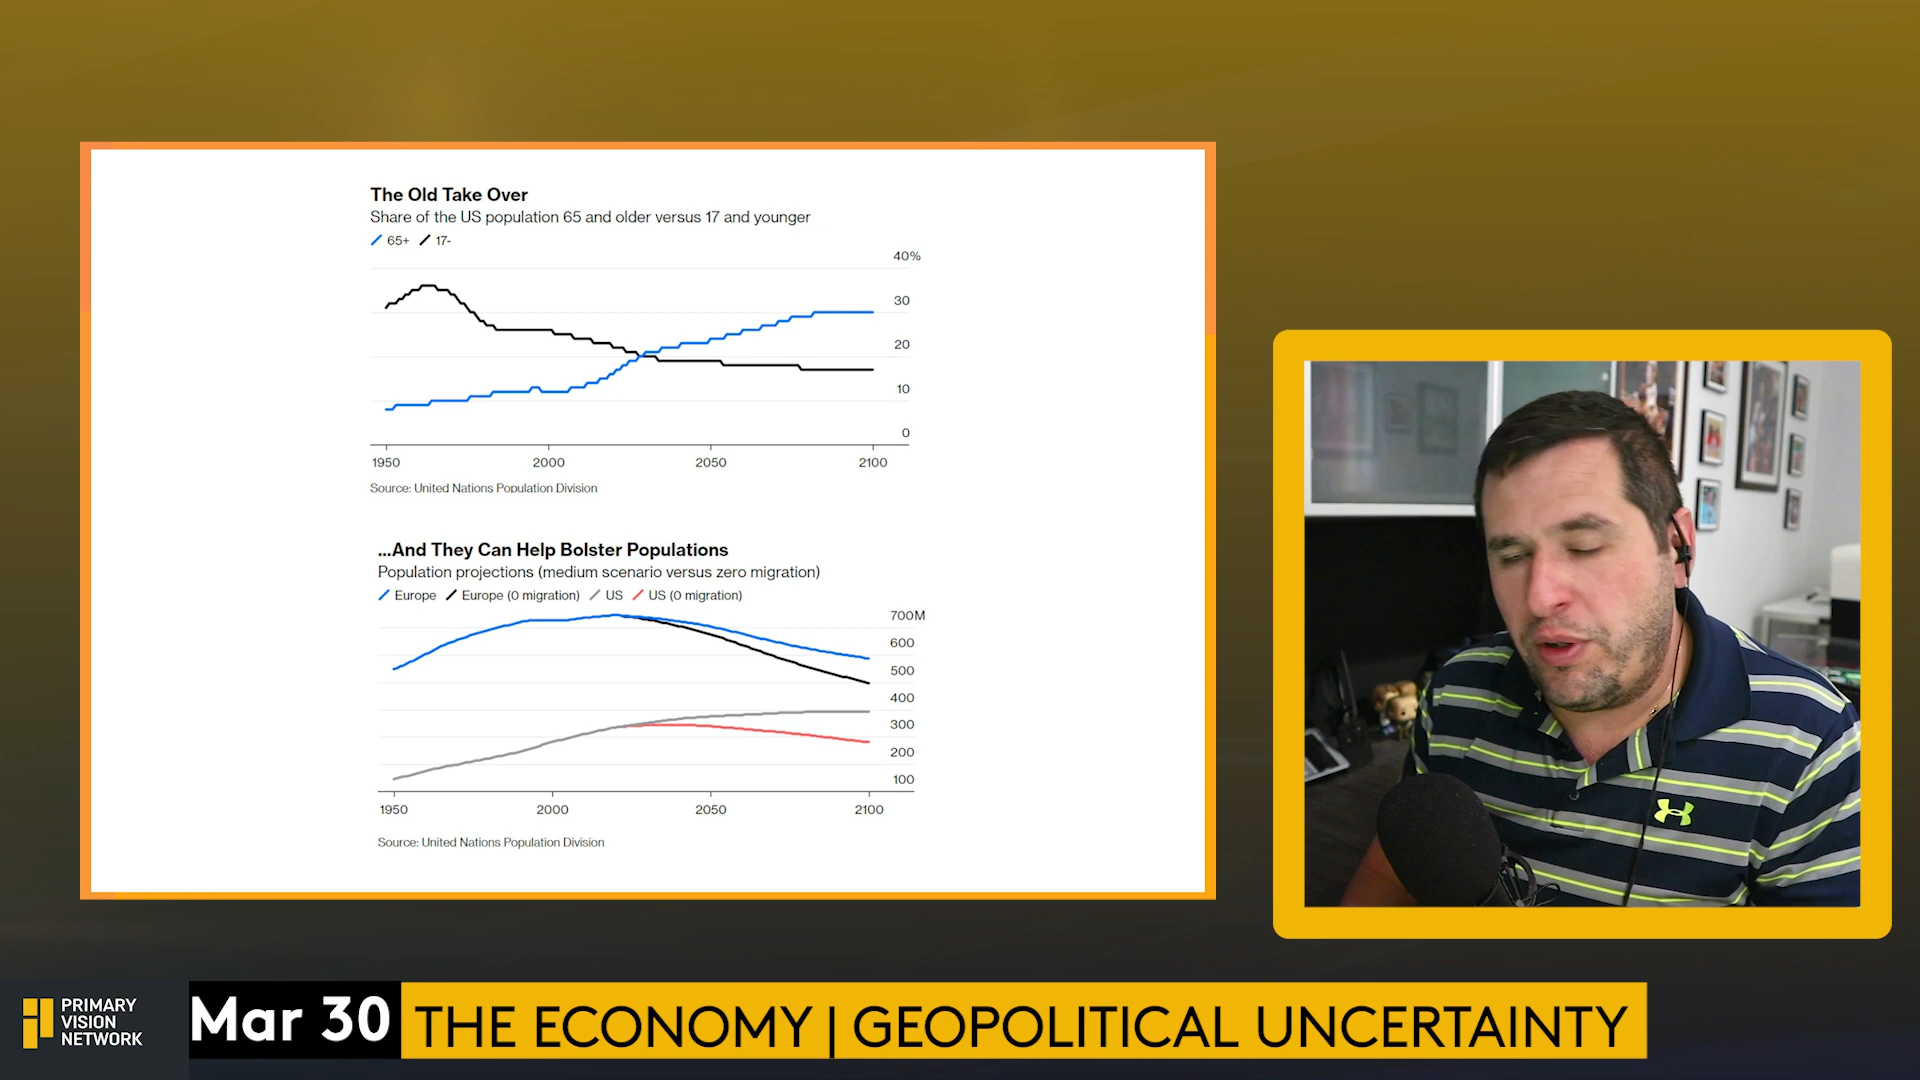 The Old Take Over
Share of the US population 65 and older versus 17 and younger
65+ 17-
40%
30
20
10
0
1950 2000 2050 2100
Source: United Nations Population Division
...And They Can Help Bolster Populations
Population projections (medium scenario versus zero migration)
Europe Europe (0 migration) US US (0 migration)
700M
600
500
400
300
200
100
1950 2000 2050 2100
Source: United Nations Population Division
PRIMARY
VISION
NETWORK
Mar 30
THE ECONOMY | GEOPOLITICAL UNCERTAINTY